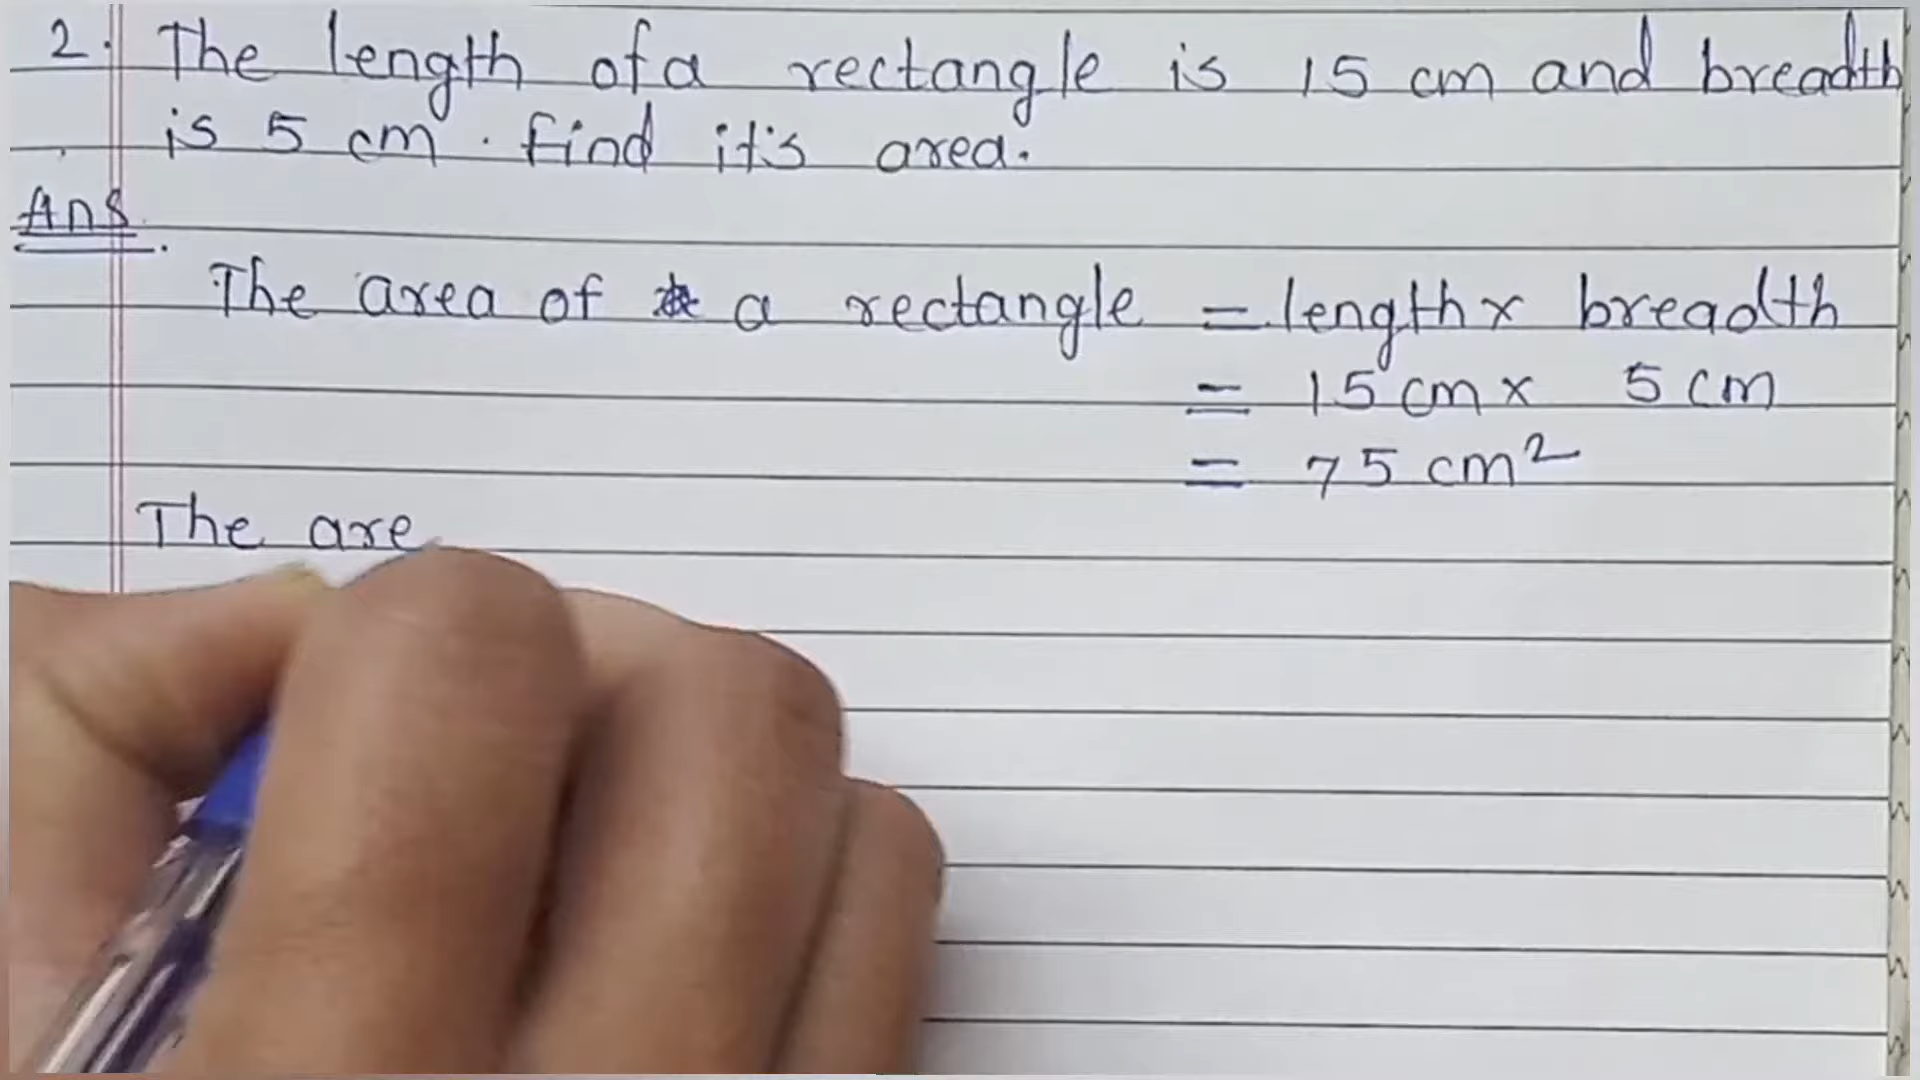 2. The length of a rectangle is 15 cm and breadth
is 5 cm. find it's area.
Ans.
The area of a rectangle = length x breadth
= 15 cm x 5 cm
= 75 cm²
The are